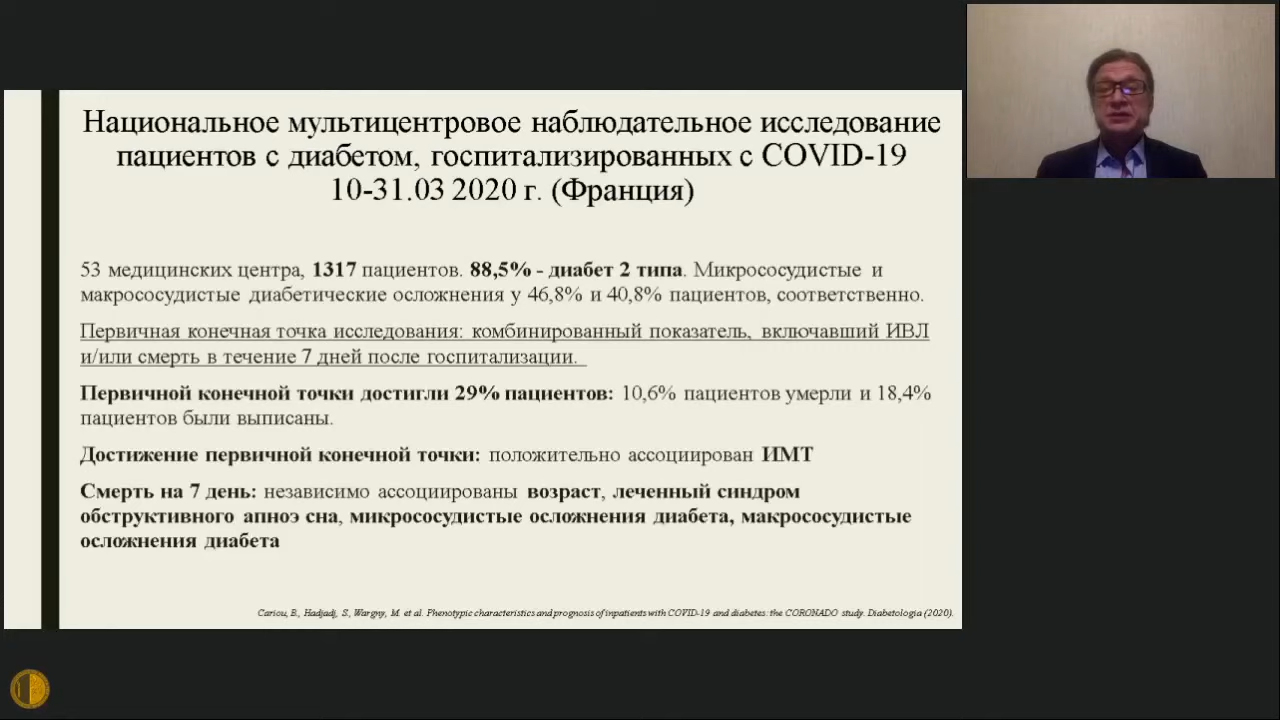 Национальное мультицентровое наблюдательное исследование
пациентов с диабетом, госпитализированных с COVID-19
10-31.03 2020 г. (Франция)
53 медицинских центра, 1317 пациентов. 88,5% - диабет 2 типа. Микрососудистые и
макрососудистые диабетические осложнения у 46,8% и 40,8% пациентов, соответственно.
Первичная конечная точка исследования: комбинированный показатель, включавший ИВЛ
и/или смерть в течение 7 дней после госпитализации.
Первичной конечной точки достигли 29% пациентов: 10,6% пациентов умерли и 18,4%
пациентов были выписаны.
Достижение первичной конечной точки: положительно ассоциирован ИМТ
Смерть на 7 день: независимо ассоциированы возраст, леченный синдром
обструктивного апноэ сна, микрососудистые осложнения диабета, макрососудистые
осложнения диабета
Cariou, B., Hadjadj, S., Wargny, M. et al. Phenotypic characteristics and prognosis of inpatients with COVID-19 and diabetes: the CORONADO study. Diabetologia (2020).